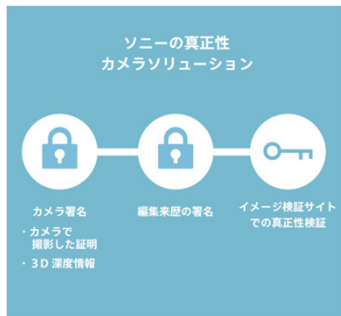 ソニーの真正性
カメラソリューション
カメラ署名
・カメラで
撮影した証明
・3D 深度情報
編集来歴の署名
イメージ検証サイト
での真正性検証